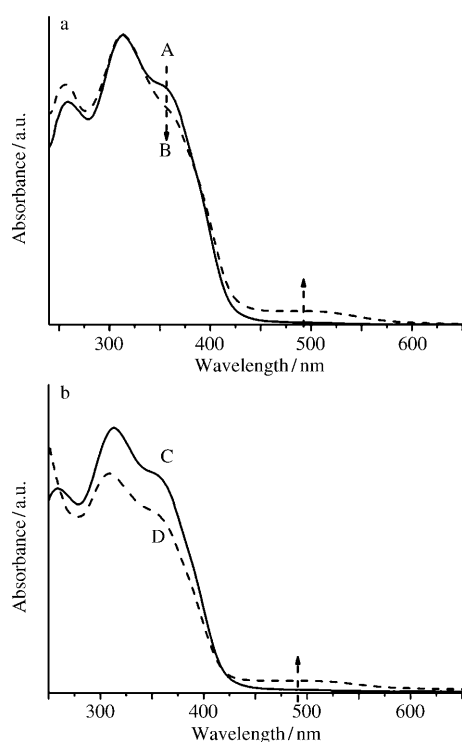 a
A
B
Absorbance / a.u.
300 400 500 600
Wavelength / nm
b
C
D
Absorbance / a.u.
300 400 500 600
Wavelength / nm